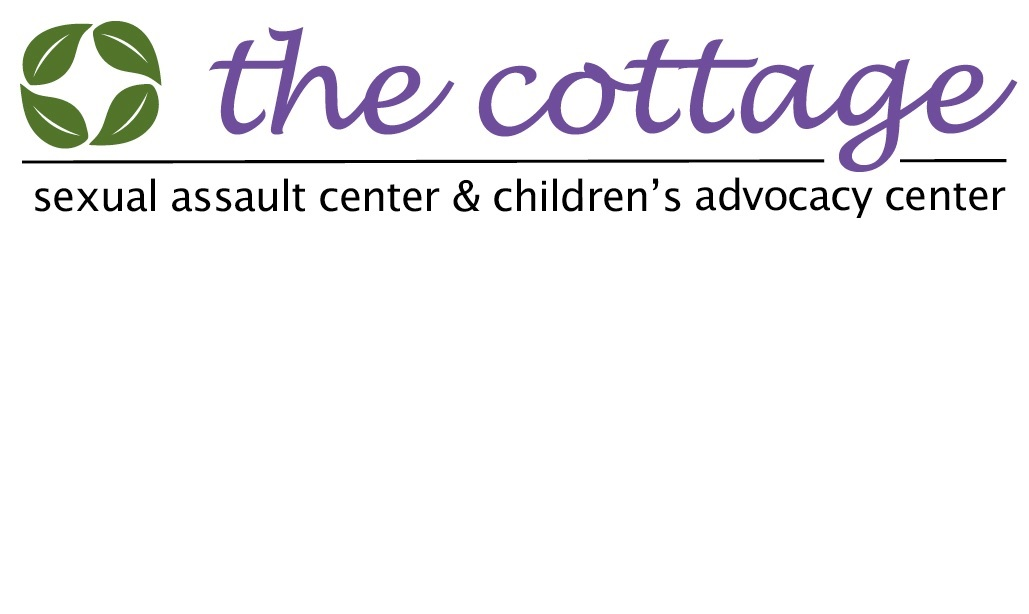 the cottage
sexual assault center & children’s advocacy center